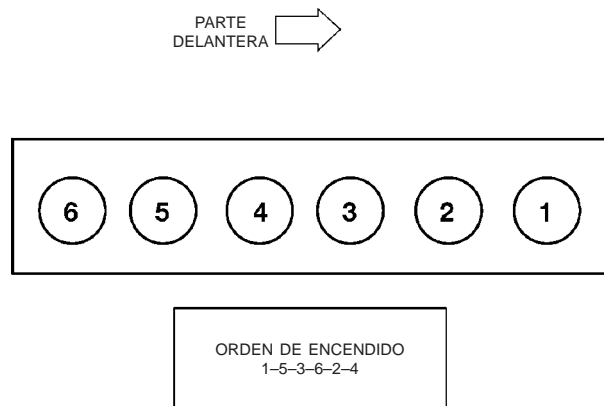 PARTE
DELANTERA
6 5 4 3 2 1
ORDEN DE ENCENDIDO
1–5–3–6–2–4